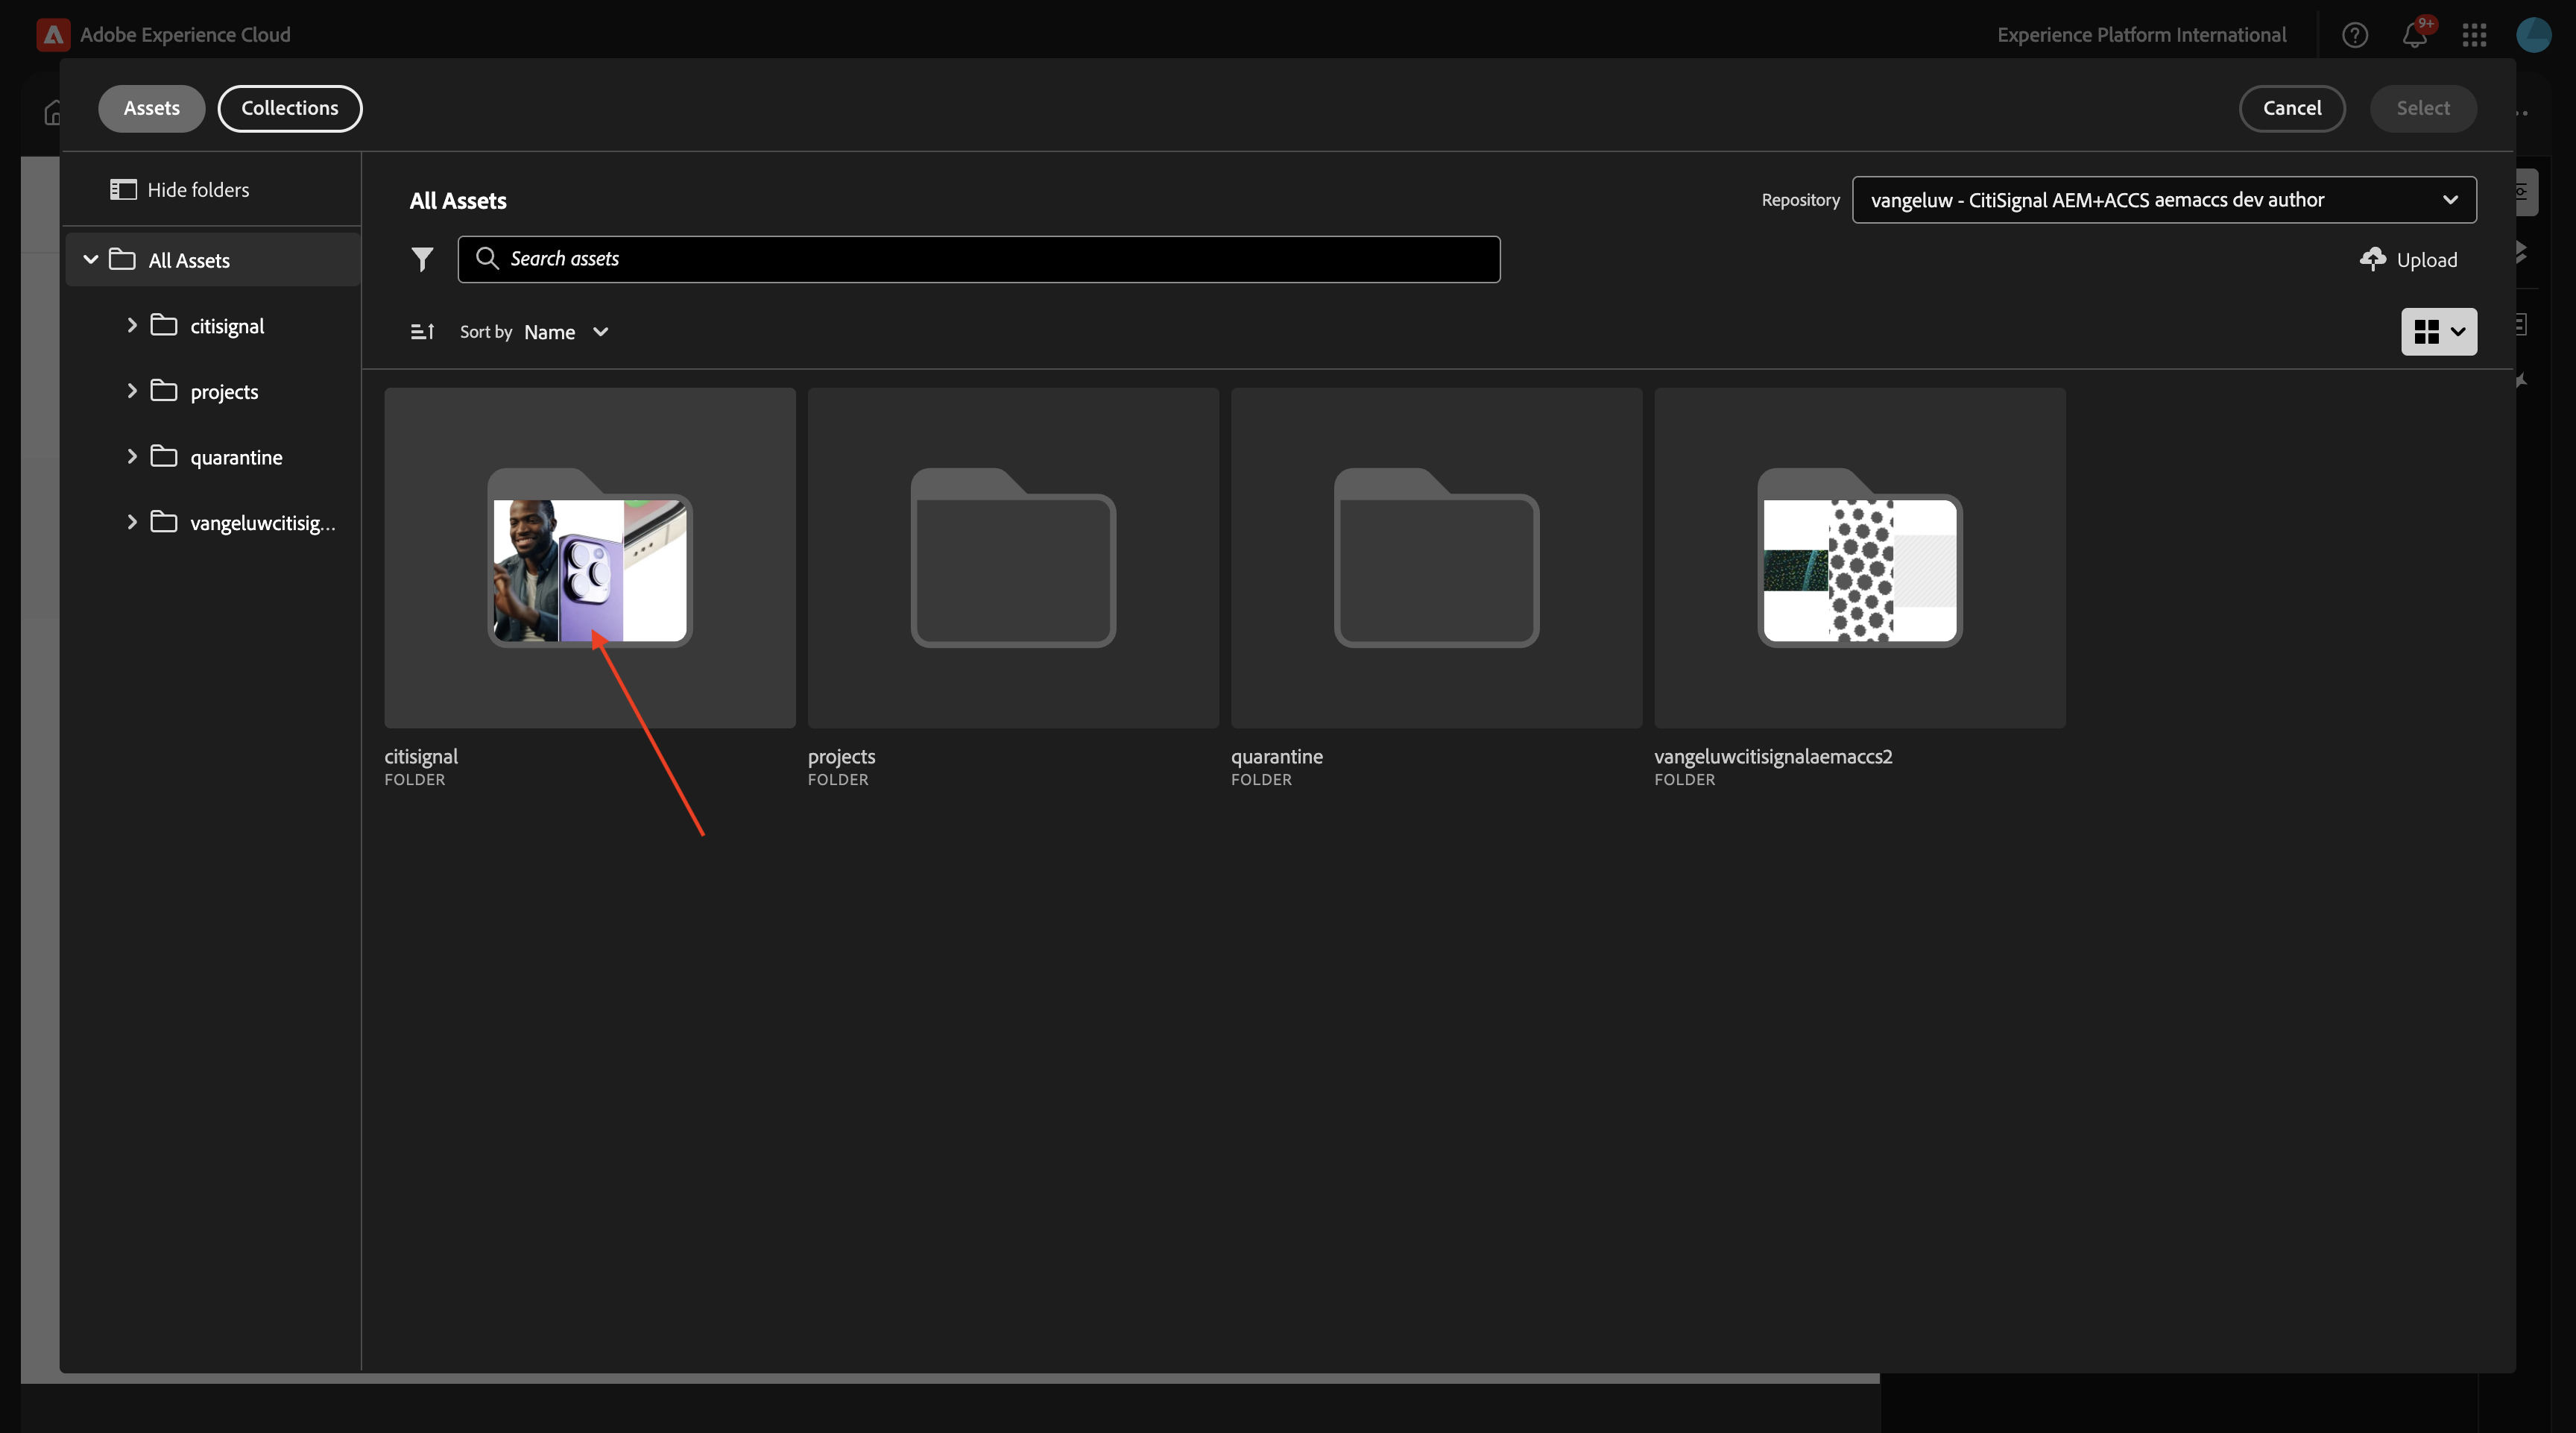 Adobe Experience Cloud
Experience Platform International
9+
Assets
Collections
Cancel
Select
Hide folders
All Assets
Repository
vangeluw - CitiSignal AEM+ACCS aemaccs dev author
Search assets
Upload
All Assets
citisignal
projects
quarantine
vangeluwcitisig...
Sort by Name
citisignal
FOLDER
projects
FOLDER
quarantine
FOLDER
vangeluwcitisignalaemaccs2
FOLDER